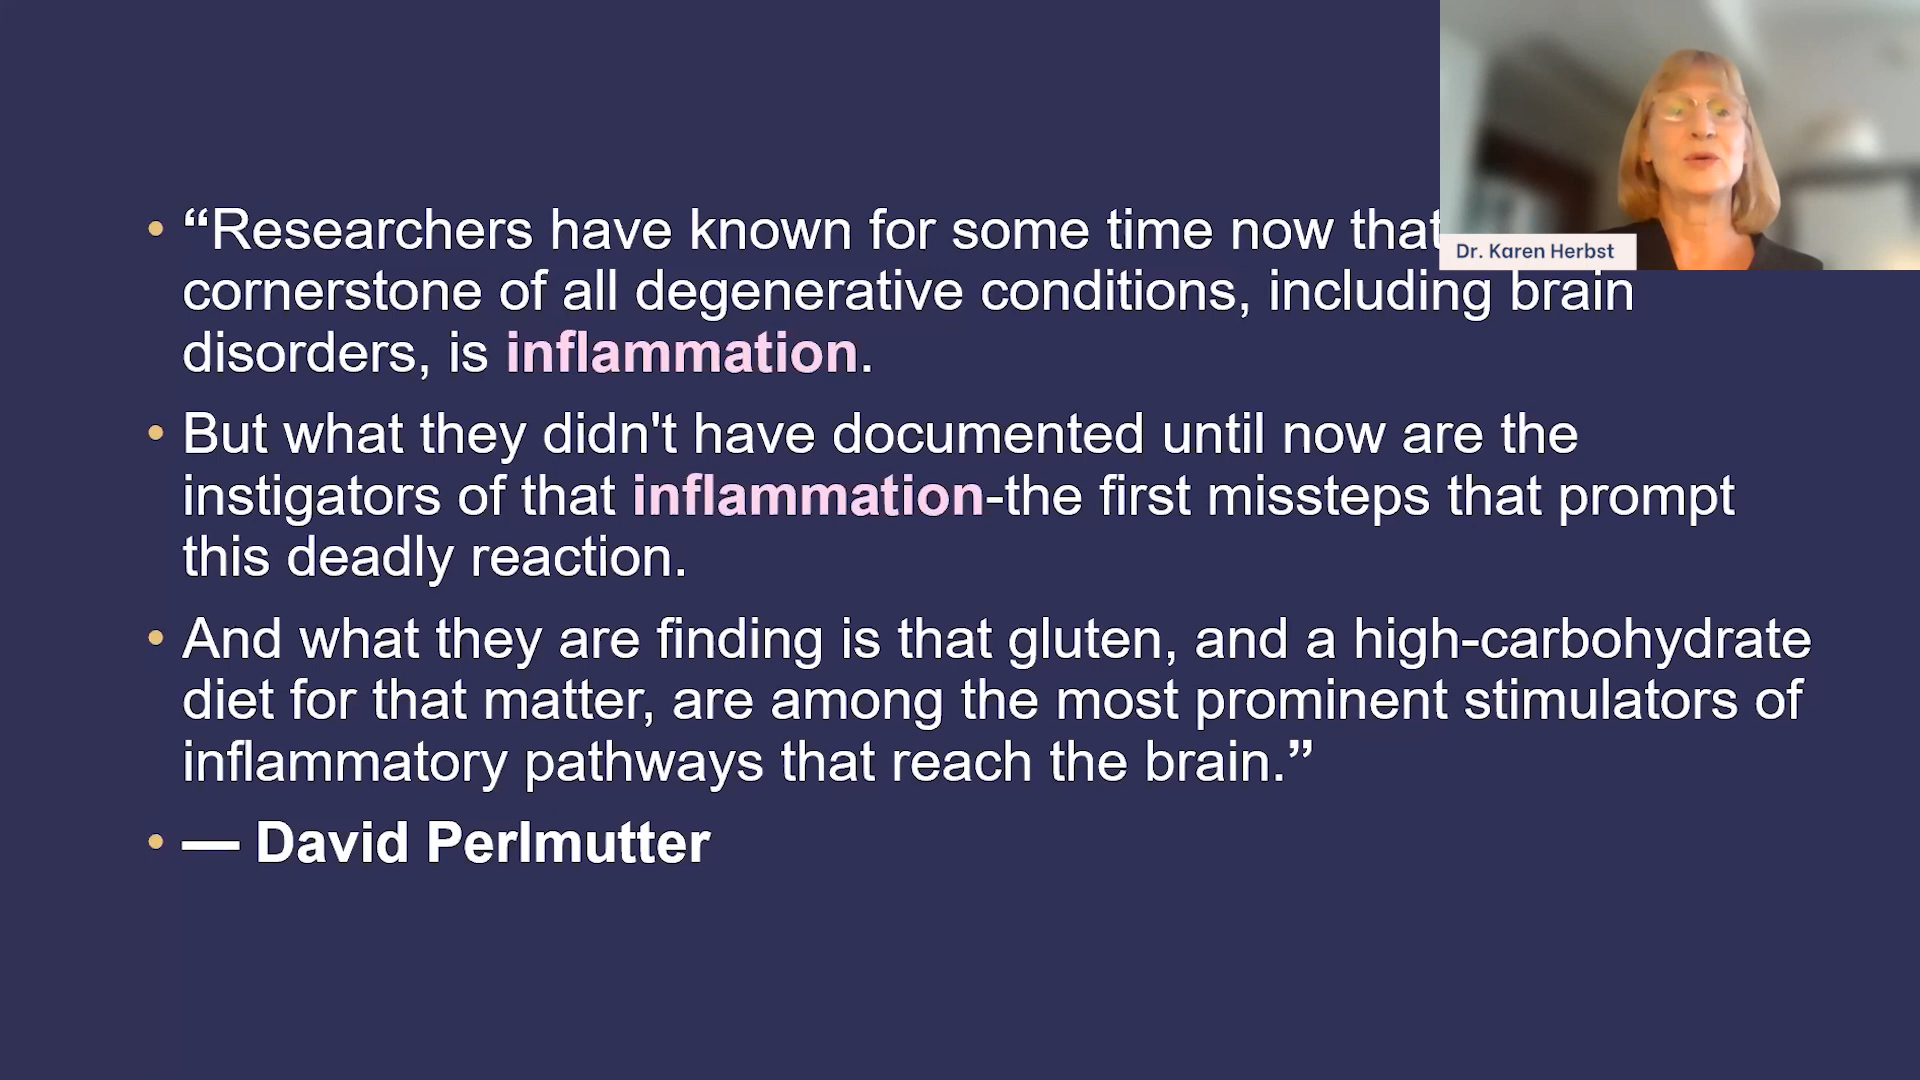 • “Researchers have known for some time now that
cornerstone of all degenerative conditions, including brain
disorders, is inflammation.
• But what they didn't have documented until now are the
instigators of that inflammation-the first missteps that prompt
this deadly reaction.
• And what they are finding is that gluten, and a high-carbohydrate
diet for that matter, are among the most prominent stimulators of
inflammatory pathways that reach the brain.”
• — David Perlmutter
Dr. Karen Herbst